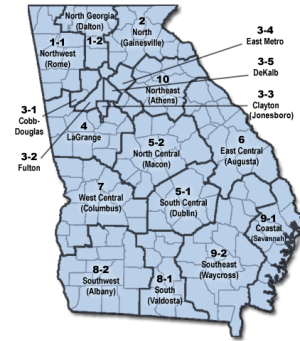 North Georgia
(Dalton)
1-2
2
North
(Gainesville)
3-4
East Metro
1-1
Northwest
(Rome)
3-5
DeKalb
10
Northeast
(Athens)
3-3
Clayton
(Jonesboro)
3-1
Cobb-
Douglas
3-2
Fulton
4
LaGrange
5-2
North Central
(Macon)
6
East Central
(Augusta)
7
West Central
(Columbus)
5-1
South Central
(Dublin)
9-1
Coastal
(Savannah)
9-2
Southeast
(Waycross)
8-2
Southwest
(Albany)
8-1
South
(Valdosta)